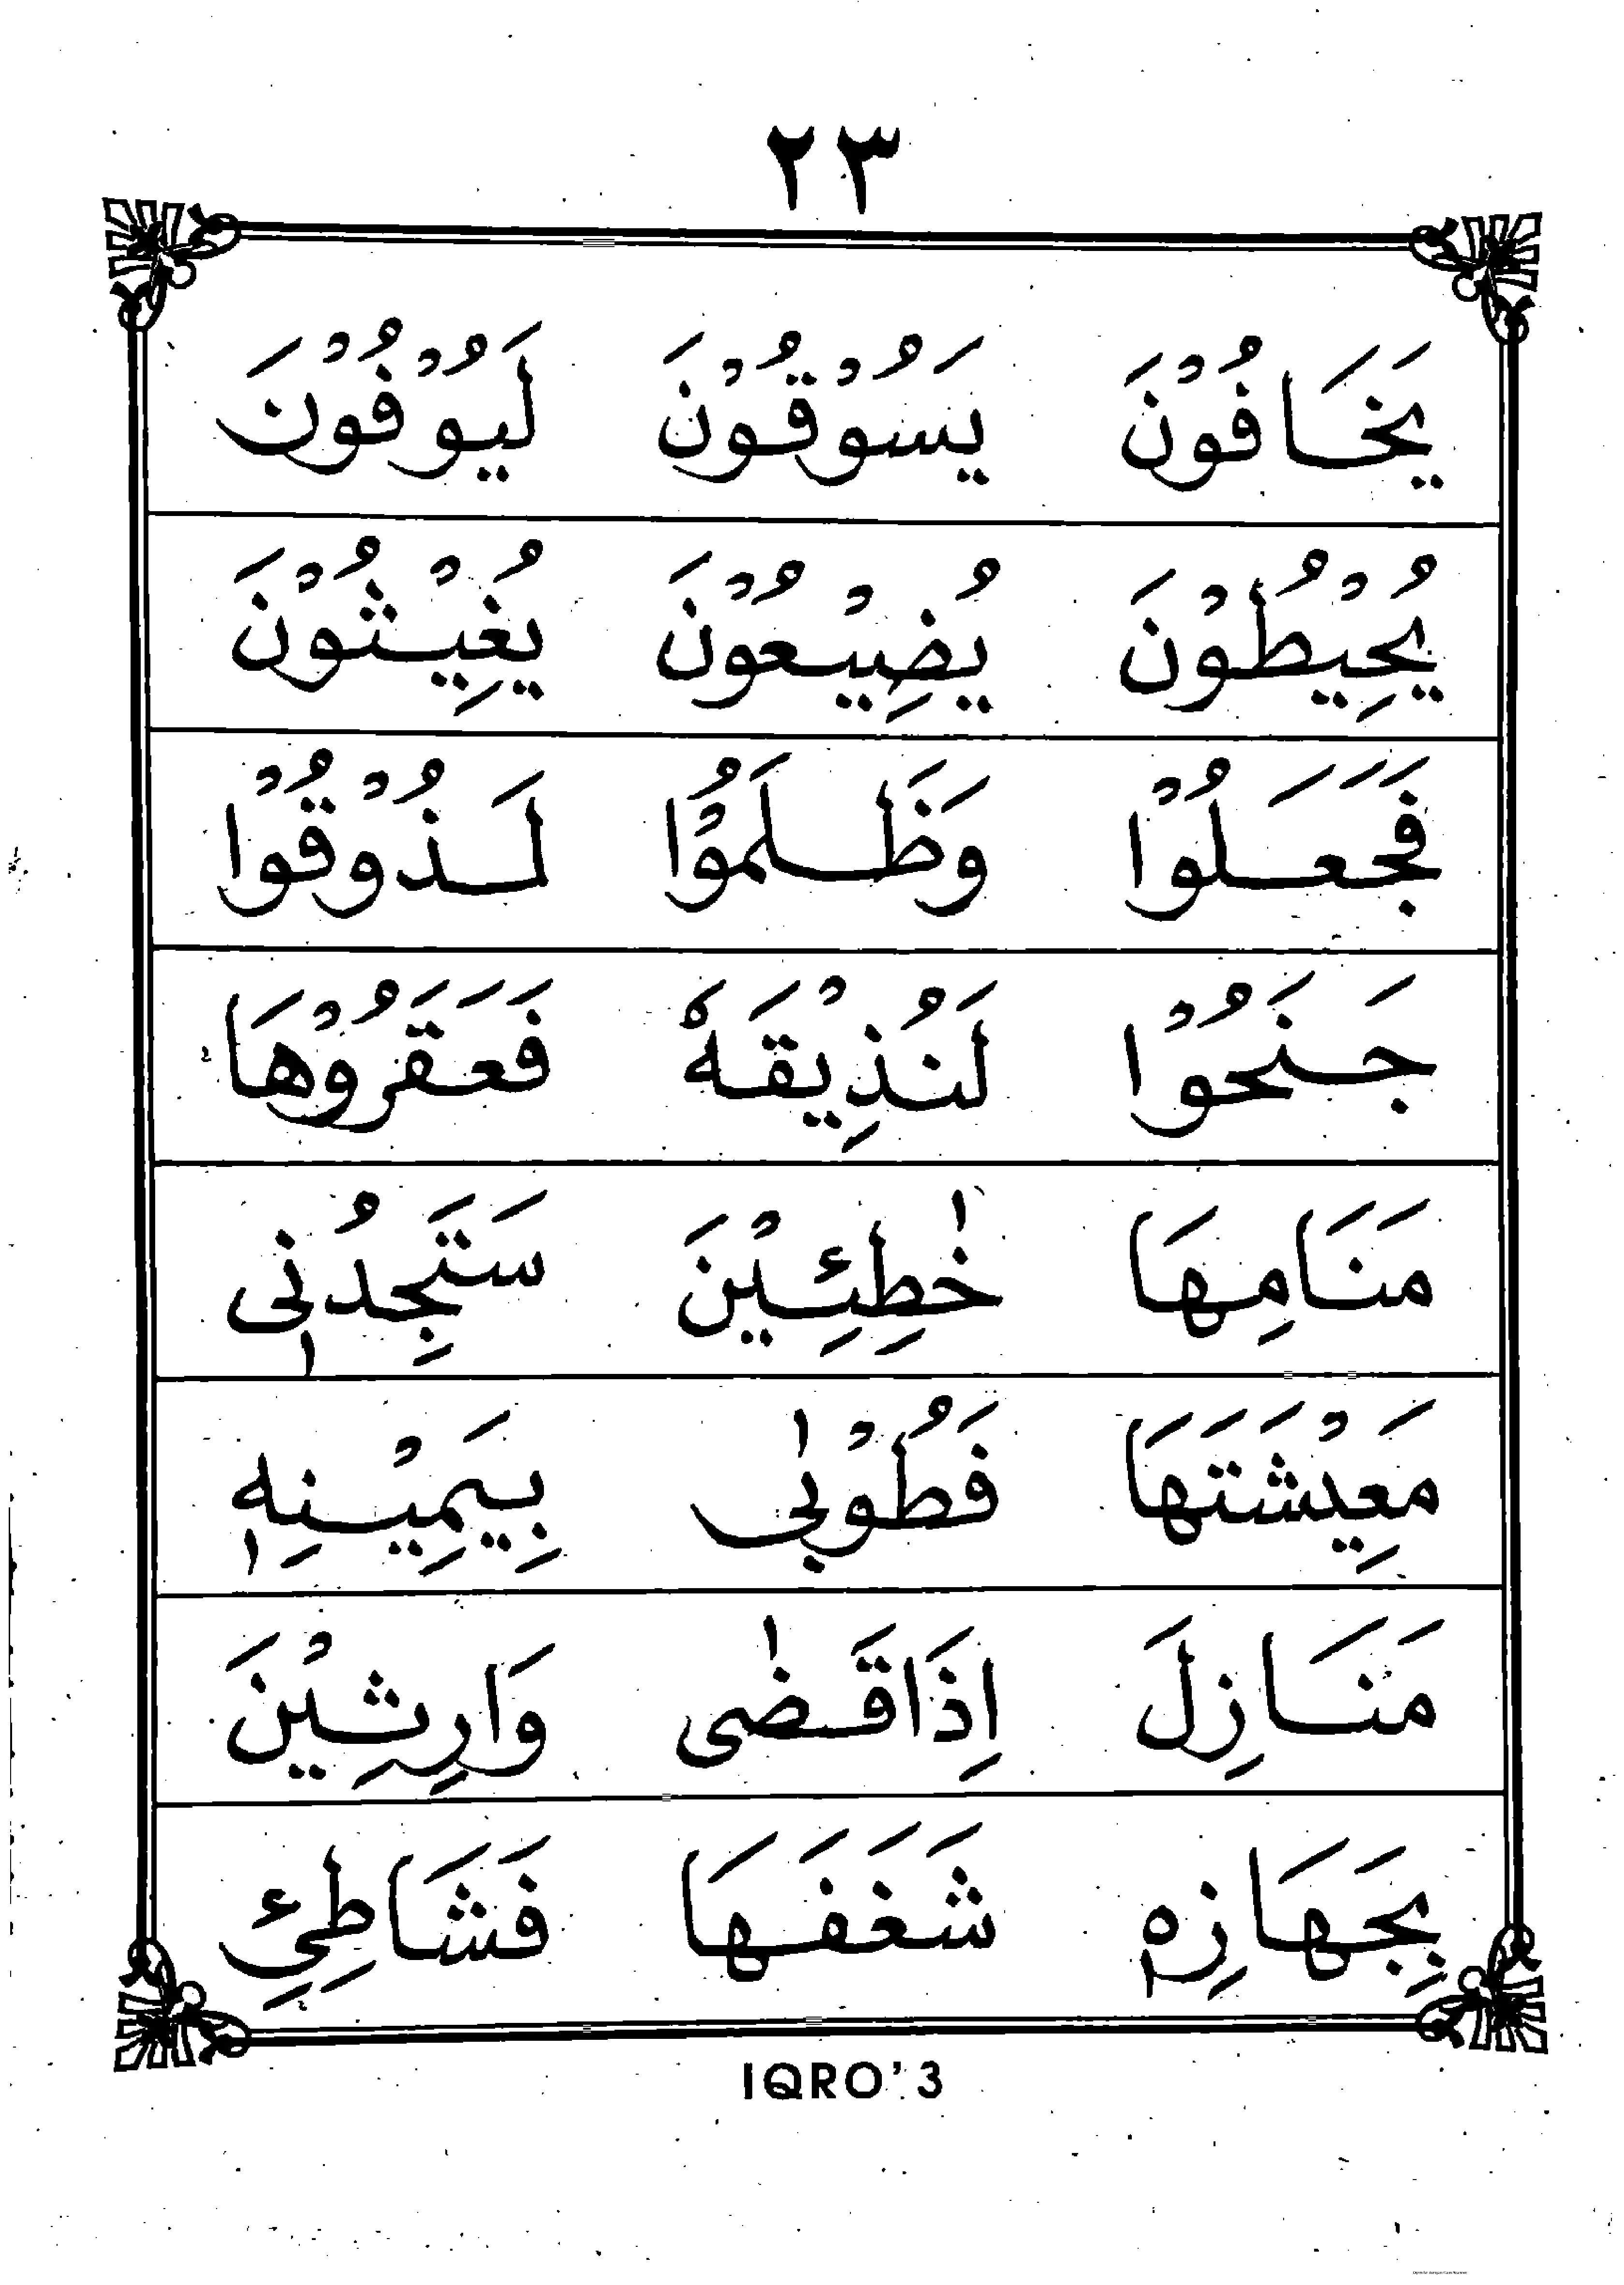 ٢٣
يَخَافُوْنَ يَسُوْقُوْنَ لَيُوْفُوْنَ
يُحِيْطُوْنَ يُضِيْعُوْنَ يُغِيْثُوْنَ
فَجَعَلُوْا وَظَلَمُوْا لَذُوْقُوْا
جَنَحُوْا لَنُذِيْقَهٗ فَعَقَرُوْهَا
مَنَامِهَا خٰطِئِيْنَ سَتَجِدُنِى
مَعِيْشَتَهَا فَطُوْبٰى بِيَمِيْنِهٖ
مَنَازِلَ اِذَاقَضٰى وَارِثِيْنَ
بِجَهَازِهٖ شَغَفَهَا فَشَاطِئِ
IQRO' 3